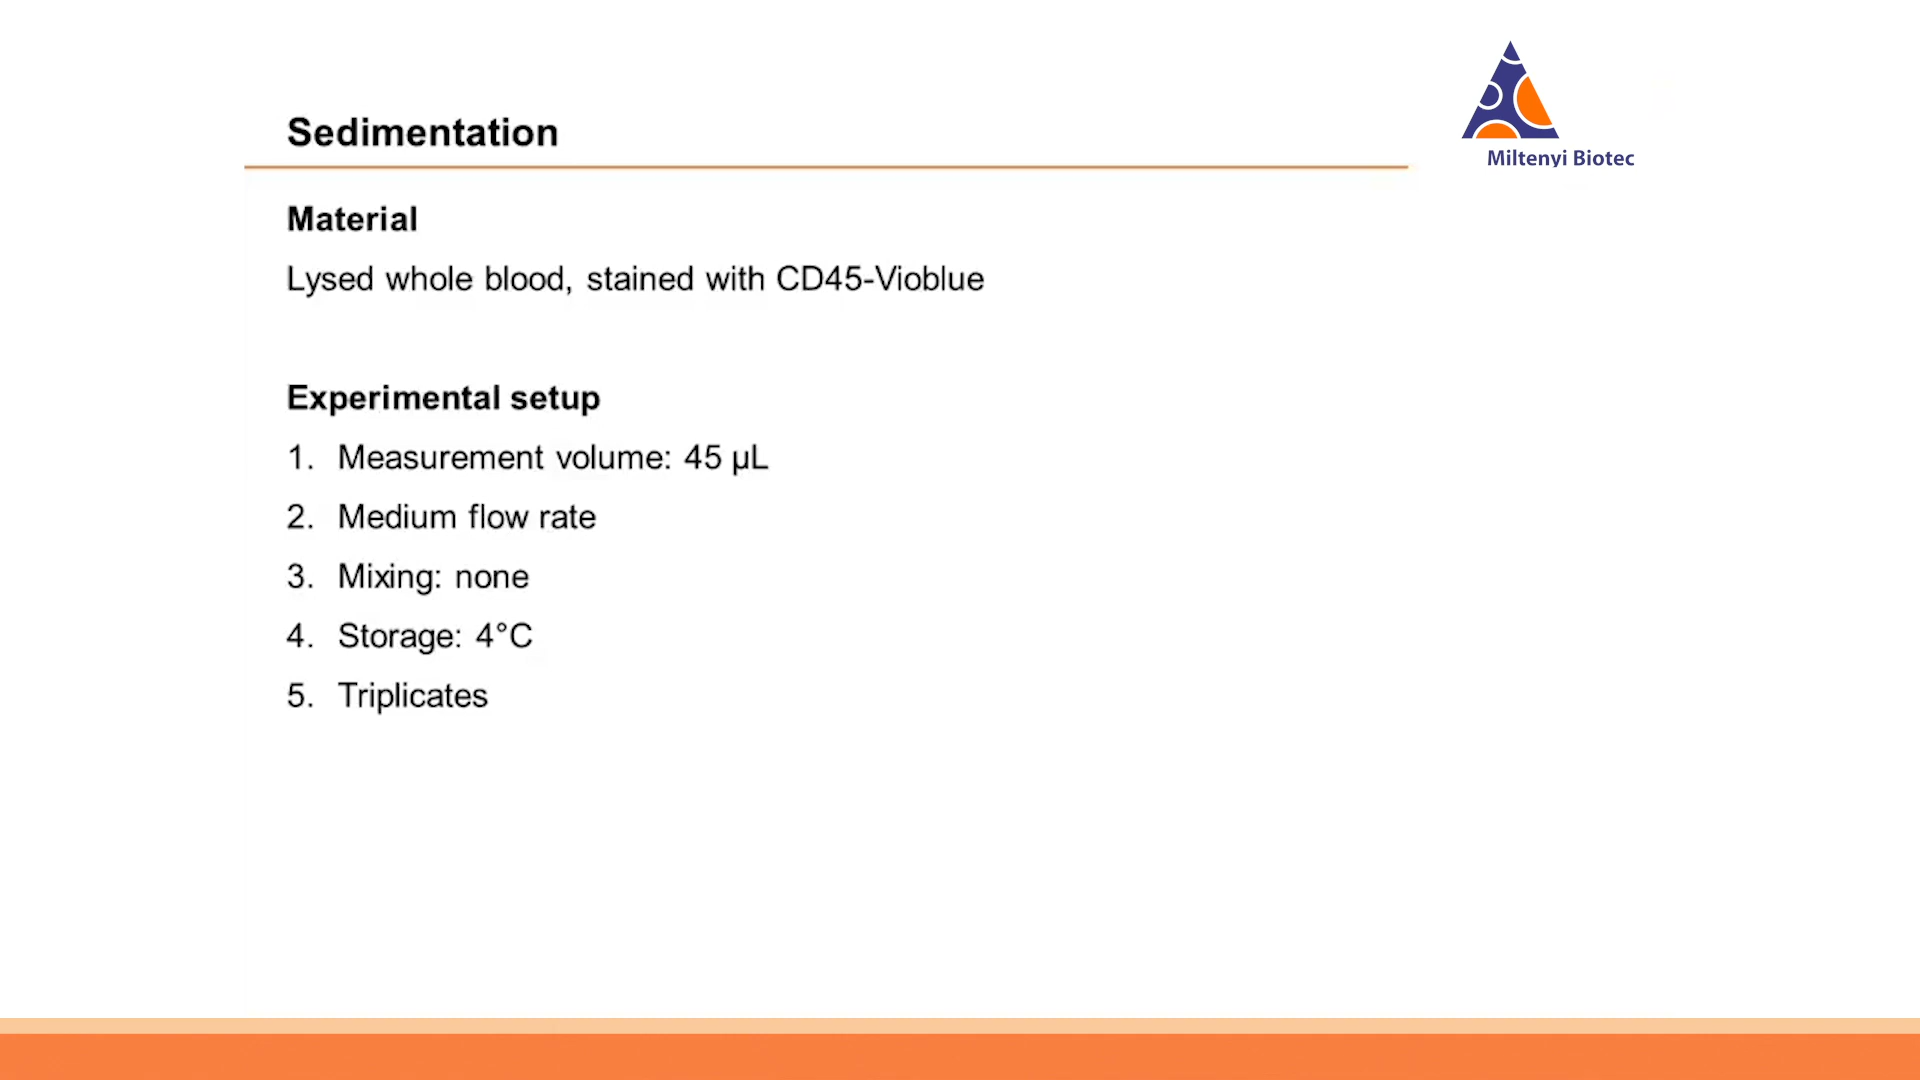 Miltenyi Biotec
Sedimentation
Material
Lysed whole blood, stained with CD45-Vioblue
Experimental setup
1. Measurement volume: 45 µL
2. Medium flow rate
3. Mixing: none
4. Storage: 4°C
5. Triplicates